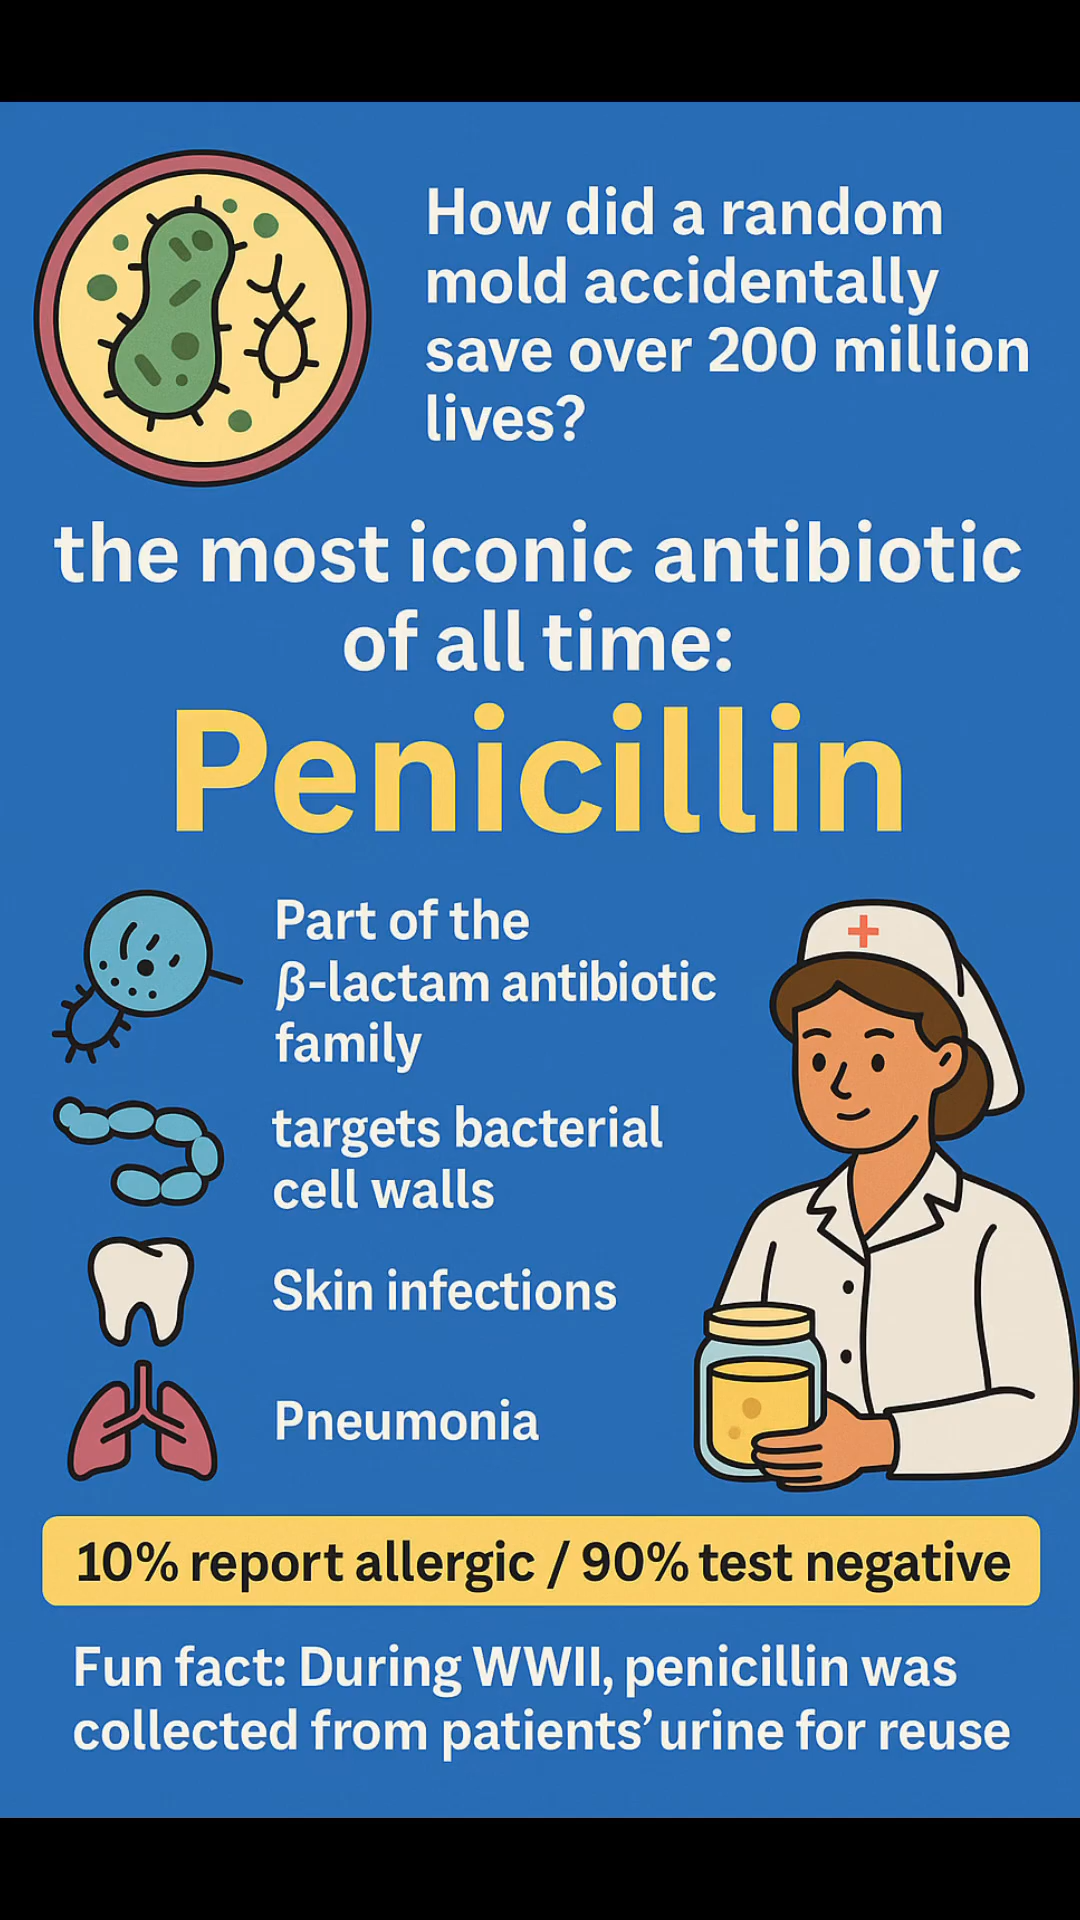 How did a random
mold accidentally
save over 200 million
lives?
the most iconic antibiotic
of all time:
Penicillin
Part of the
β-lactam antibiotic
family
targets bacterial
cell walls
Skin infections
Pneumonia
10% report allergic / 90% test negative
Fun fact: During WWII, penicillin was
collected from patients’ urine for reuse